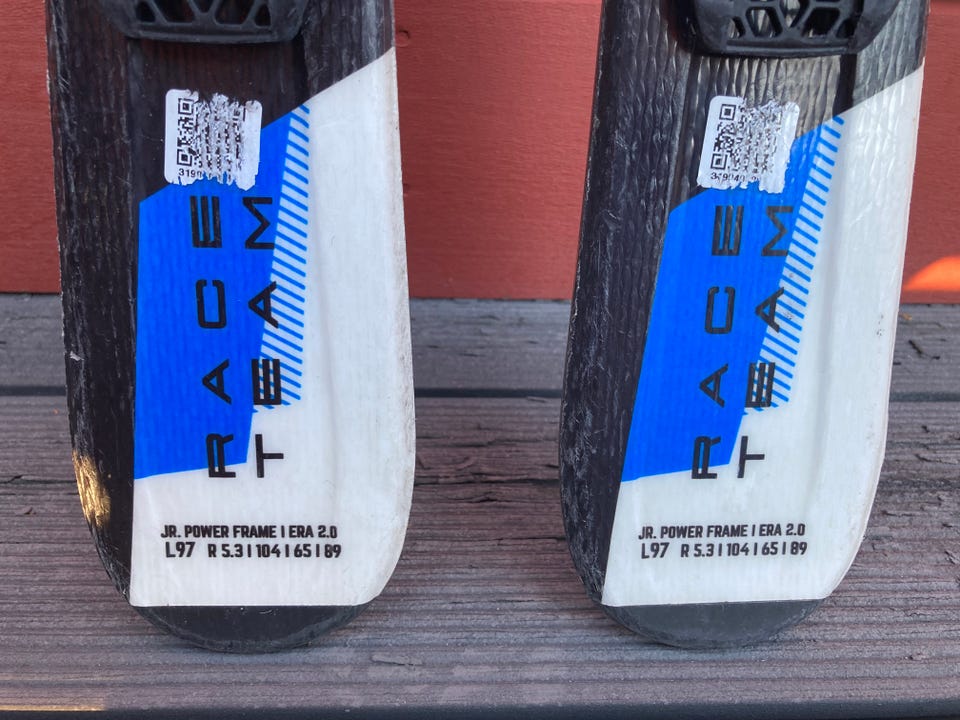 RACE
TEAM
JR. POWER FRAME | ERA 2.0
L97 R 5.3 | 104 | 65 | 89
RACE
TEAM
JR. POWER FRAME | ERA 2.0
L97 R 5.3 | 104 | 65 | 89